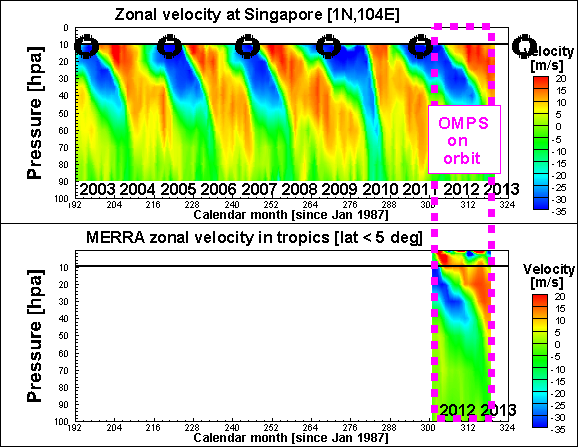 Zonal velocity at Singapore [1N,104E]
0
10
20
30
40
50
60
70
80
90
100
Pressure [hpa]
2003 2004 2005 2006 2007 2008 2009 2010 2011 2012 2013
192 204 216 228 240 252 264 276 288 300 312 324
Calendar month [since Jan 1987]
OMPS
on
orbit
Velocity
[m/s]
20
15
10
5
0
-5
-10
-15
-20
-25
-30
-35
MERRA zonal velocity in tropics [lat < 5 deg]
10
20
30
40
50
60
70
80
90
100
Pressure [hpa]
2012 2013
192 204 216 228 240 252 264 276 288 300 312 324
Calendar month [since Jan 1987]
Velocity
[m/s]
20
15
10
5
0
-5
-10
-15
-20
-25
-30
-35